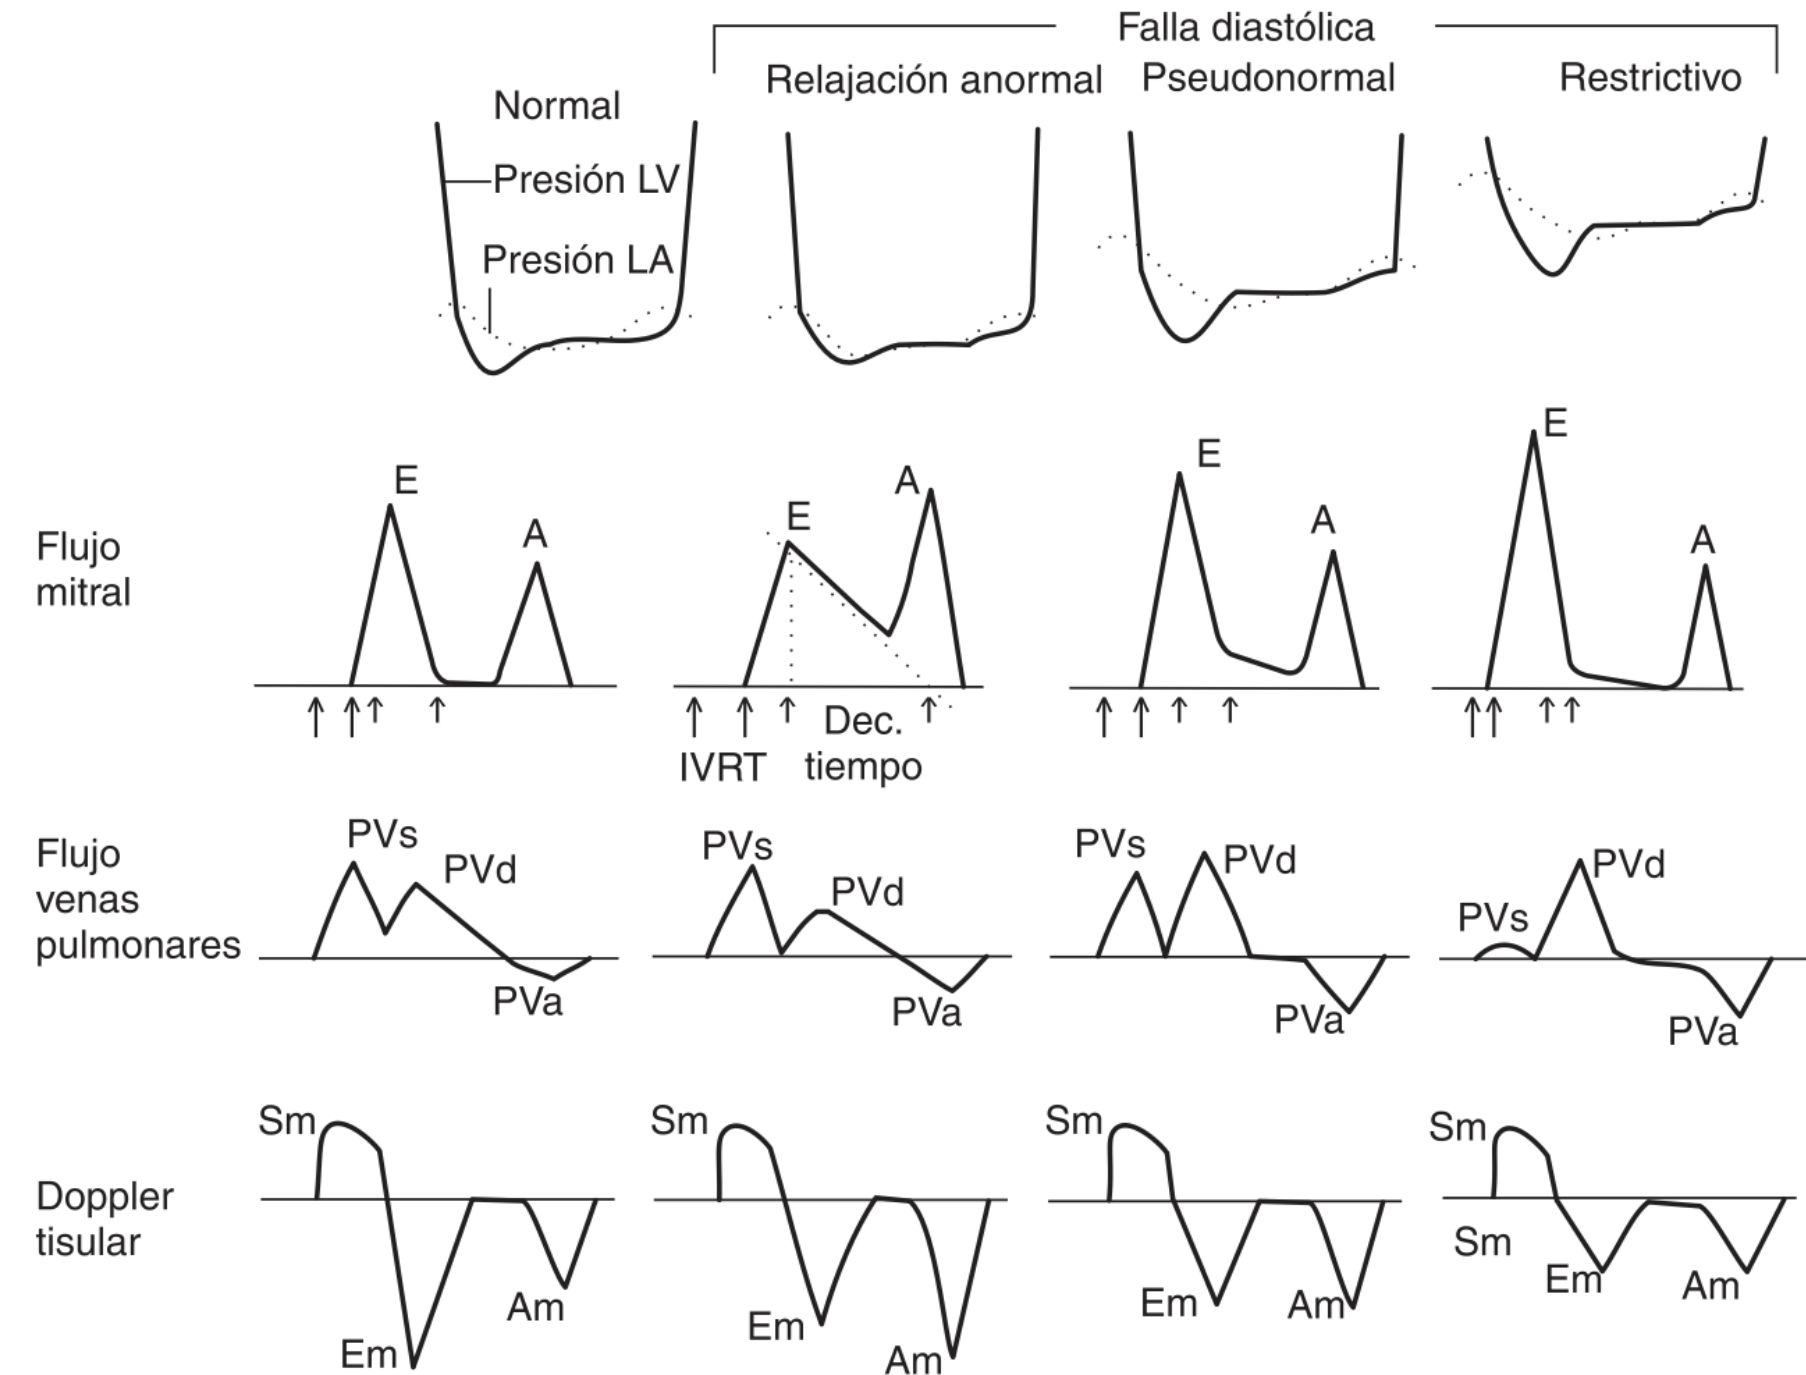 Falla diastólica
Normal
Relajación anormal
Pseudonormal
Restrictivo
Presión LV
Presión LA
Flujo
mitral
E
A
E
A
IVRT
Dec.
tiempo
E
A
E
A
Flujo
venas
pulmonares
PVs
PVd
PVa
PVs
PVd
PVa
PVs
PVd
PVa
PVs
PVd
PVa
Doppler
tisular
Sm
Em
Am
Sm
Em
Am
Sm
Em
Am
Sm
Sm
Em
Am